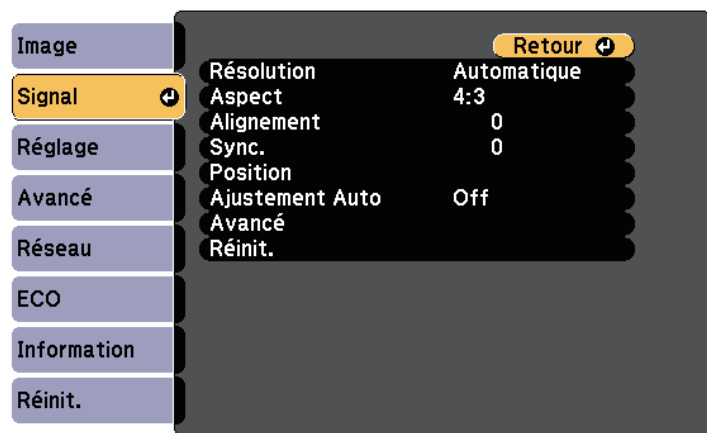 Image
Signal
Réglage
Avancé
Réseau
ECO
Information
Réinit.
Retour
Résolution Automatique
Aspect 4:3
Alignement 0
Sync. 0
Position
Ajustement Auto Off
Avancé
Réinit.